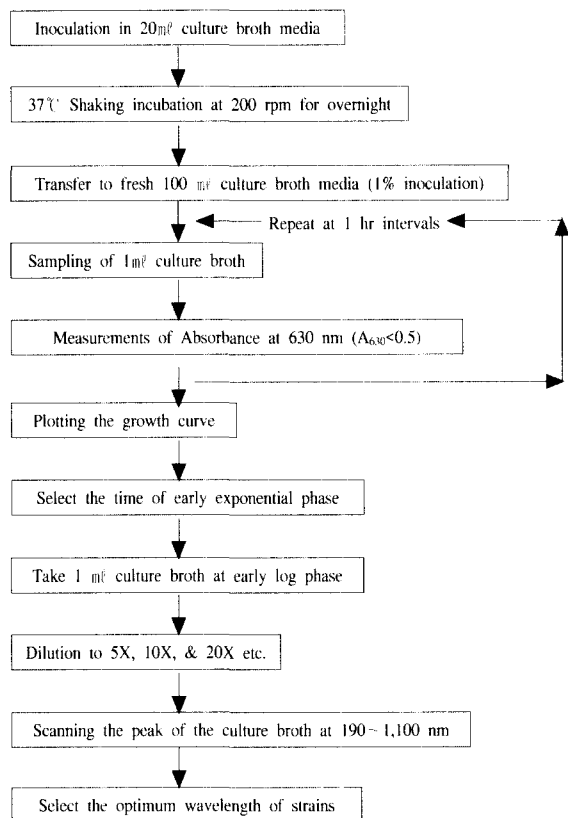 Inoculation in 20㎖ culture broth media
37℃ Shaking incubation at 200 rpm for overnight
Transfer to fresh 100 ㎖ culture broth media (1% inoculation)
Repeat at 1 hr intervals
Sampling of 1㎖ culture broth
Measurements of Absorbance at 630 nm (A₆₃₀<0.5)
Plotting the growth curve
Select the time of early exponential phase
Take 1 ㎖ culture broth at early log phase
Dilution to 5X, 10X, & 20X etc.
Scanning the peak of the culture broth at 190~1,100 nm
Select the optimum wavelength of strains